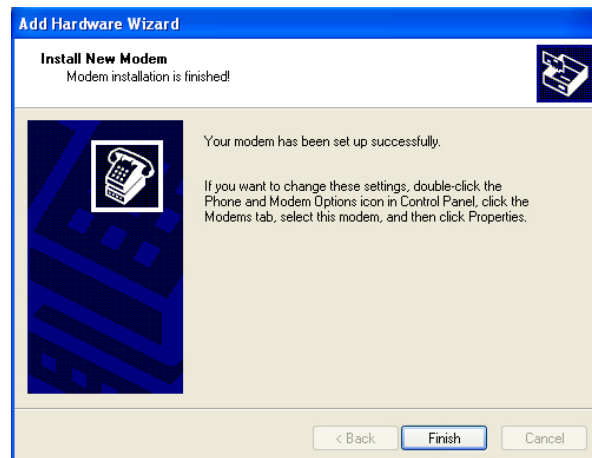 Add Hardware Wizard
Install New Modem
Modem installation is finished!
Your modem has been set up successfully.
If you want to change these settings, double-click the
Phone and Modem Options icon in Control Panel, click the
Modems tab, select this modem, and then click Properties.
< Back
Finish
Cancel